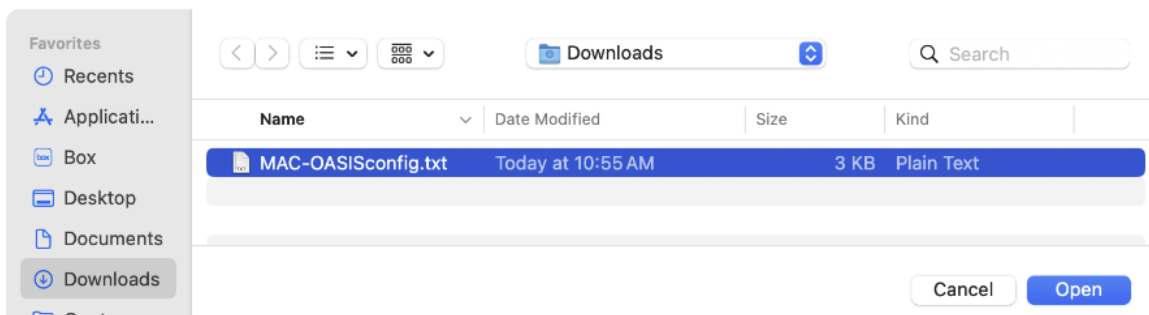 Favorites
Recents
Applicati...
Box
Desktop
Documents
Downloads
Downloads
Search
Name Date Modified Size Kind
MAC-OASISconfig.txt Today at 10:55 AM 3 KB Plain Text
Cancel Open